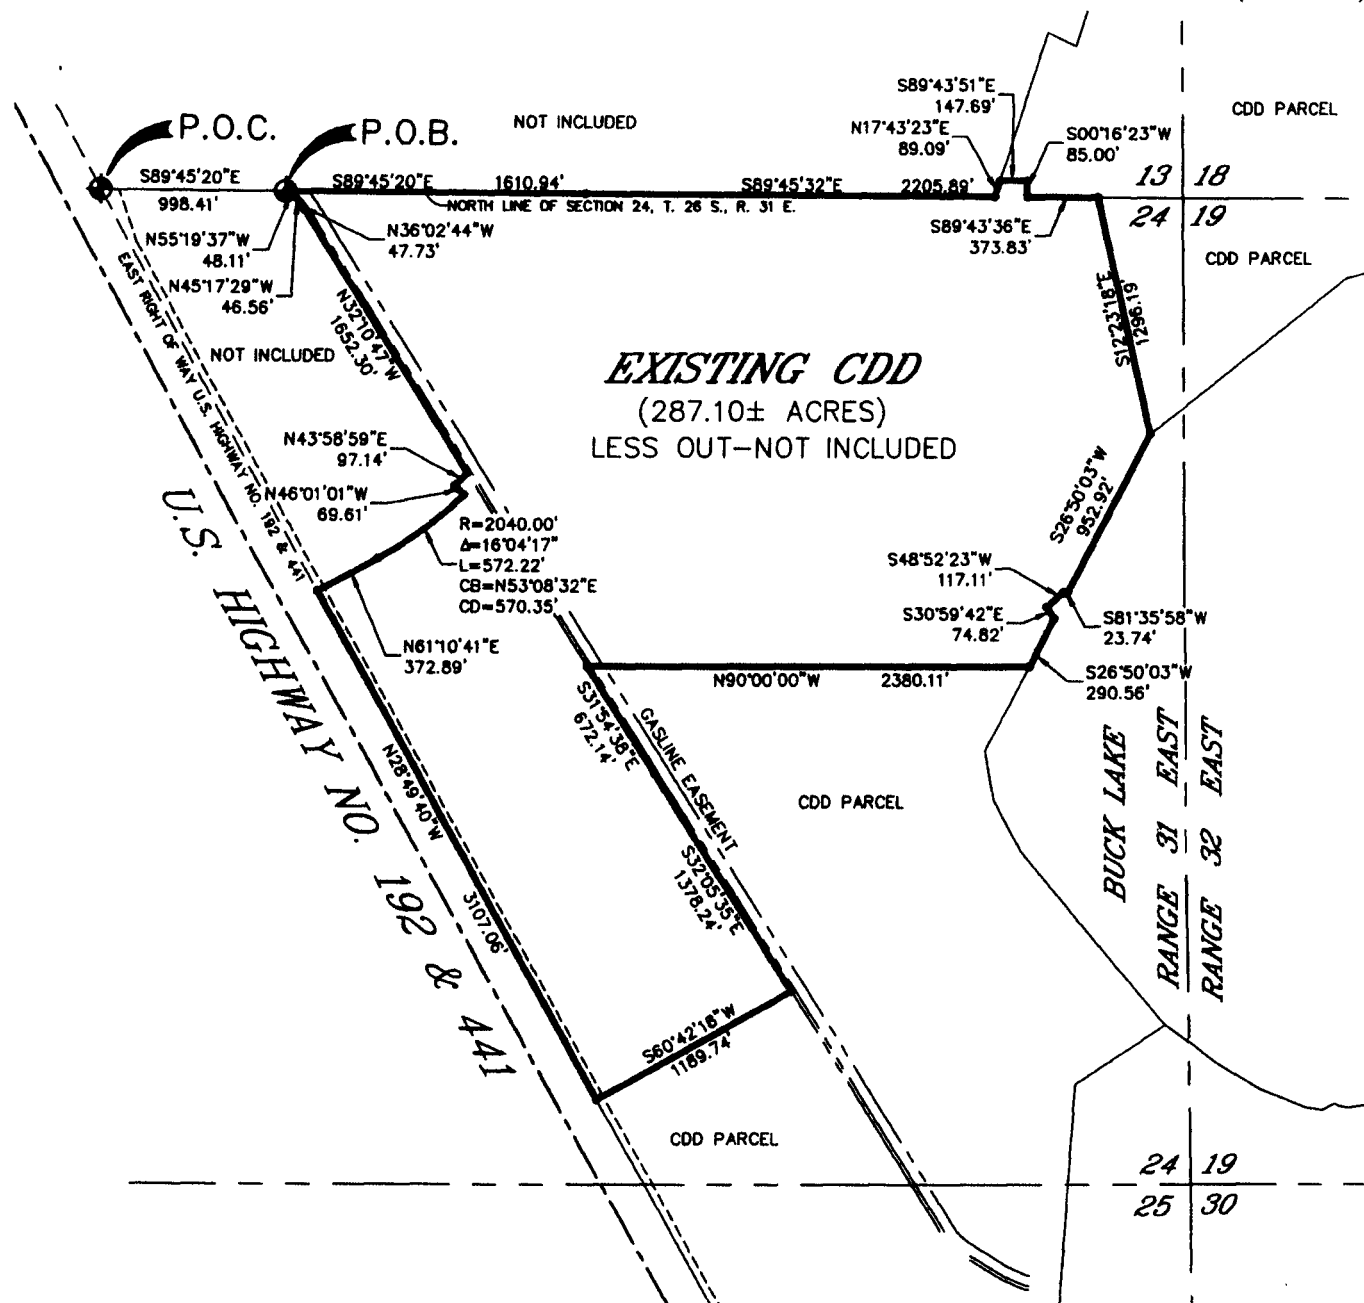 S89°43'51"E
147.69'
CDD PARCEL
NOT INCLUDED
P.O.C.
P.O.B.
N17°43'23"E
89.09'
S00°16'23"W
85.00'
13 18
24 19
S89°45'20"E
998.41'
S89°45'20"E 1610.94'
S89°45'32"E 2205.89'
NORTH LINE OF SECTION 24, T. 26 S., R. 31 E.
S89°43'36"E
373.83'
N55°19'37"W
48.11'
N36°02'44"W
47.73'
N45°17'29"W
46.56'
CDD PARCEL
EAST RIGHT OF WAY U.S. HIGHWAY NO. 192 & 441
N32°10'47"W
1652.30'
S12°23'18"E
1296.19'
NOT INCLUDED
EXISTING CDD
(287.10± ACRES)
LESS OUT-NOT INCLUDED
N43°58'59"E
97.14'
N46°01'01"W
69.61'
R=2040.00'
Δ=16°04'17"
L=572.22'
CB=N53°08'32"E
CD=570.35'
S26°50'03"W
952.92'
S48°52'23"W
117.11'
S30°59'42"E
74.82'
S81°35'58"W
23.74'
N61°10'41"E
372.89'
N90°00'00"W 2380.11'
S26°50'03"W
290.56'
U.S. HIGHWAY NO. 192 & 441
S31°54'38"E
672.14'
GASLINE EASEMENT
N28°49'40"W 3107.06'
CDD PARCEL
BUCK LAKE
RANGE 31 EAST
RANGE 32 EAST
S32°05'35"E
1378.24'
S60°42'18"W
1189.74'
CDD PARCEL
24 19
25 30